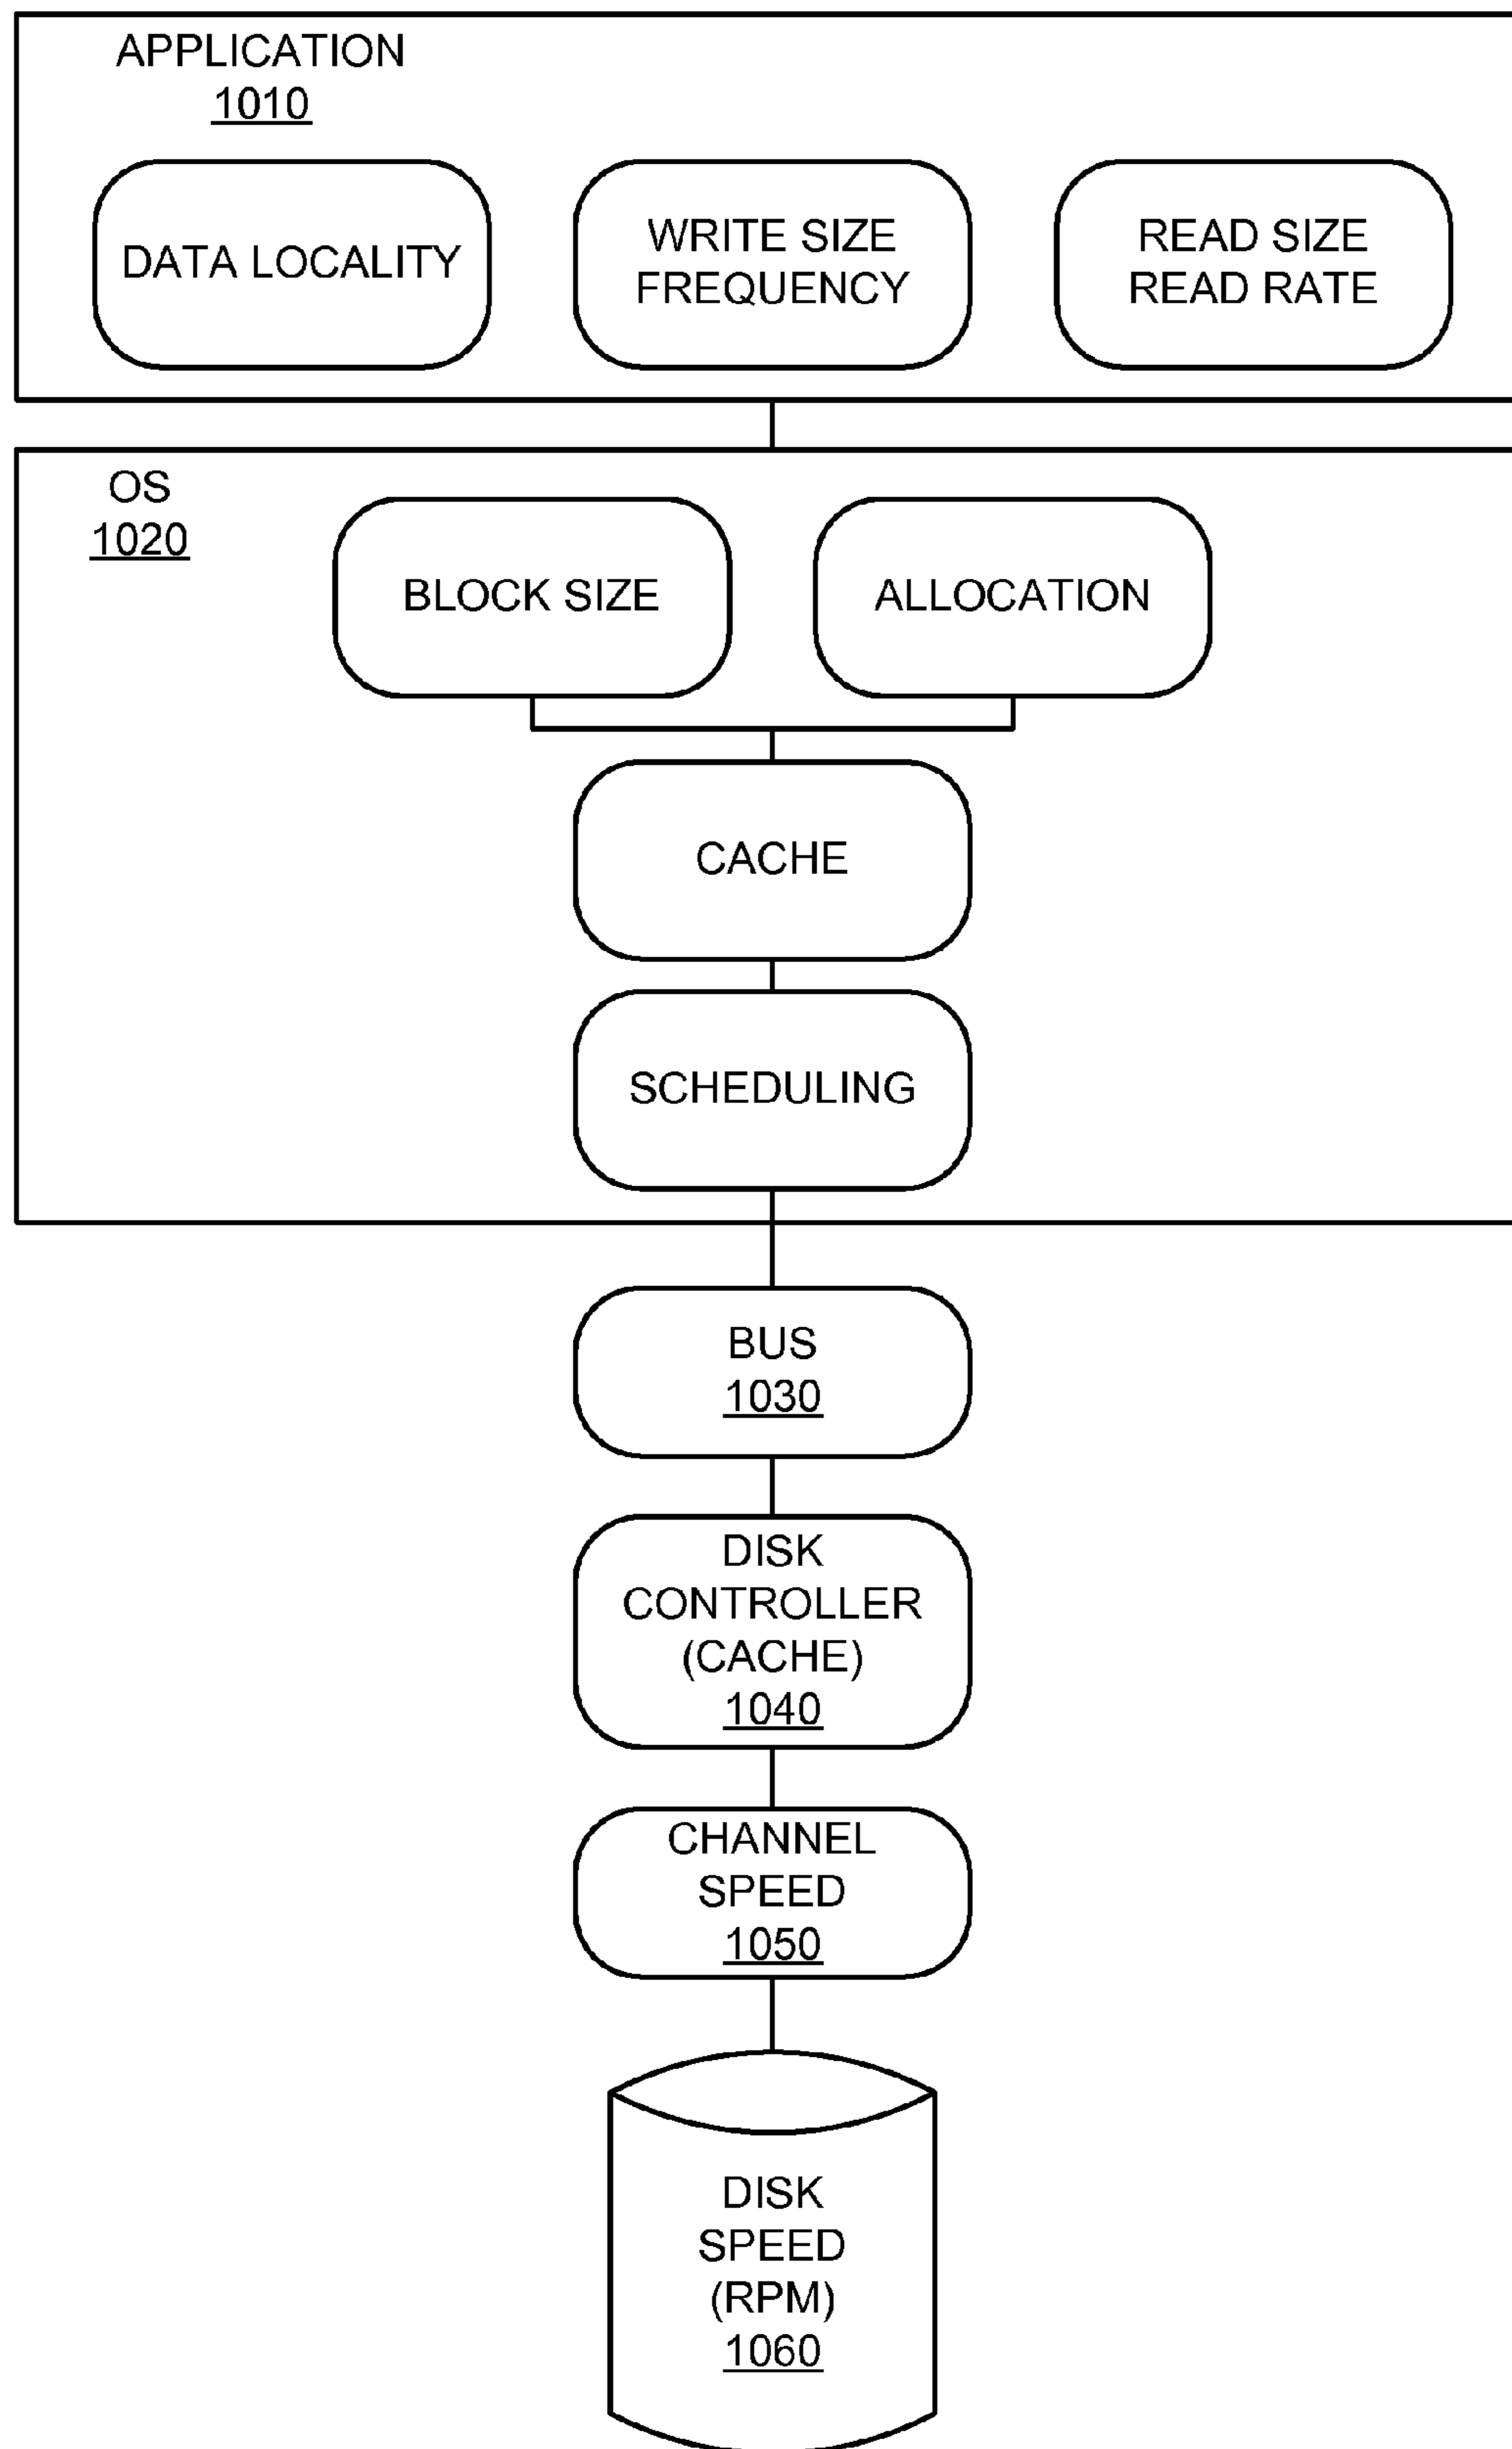 APPLICATION
1010
DATA LOCALITY
WRITE SIZE
FREQUENCY
READ SIZE
READ RATE
OS
1020
BLOCK SIZE
ALLOCATION
CACHE
SCHEDULING
BUS
1030
DISK
CONTROLLER
(CACHE)
1040
CHANNEL
SPEED
1050
DISK
SPEED
(RPM)
1060